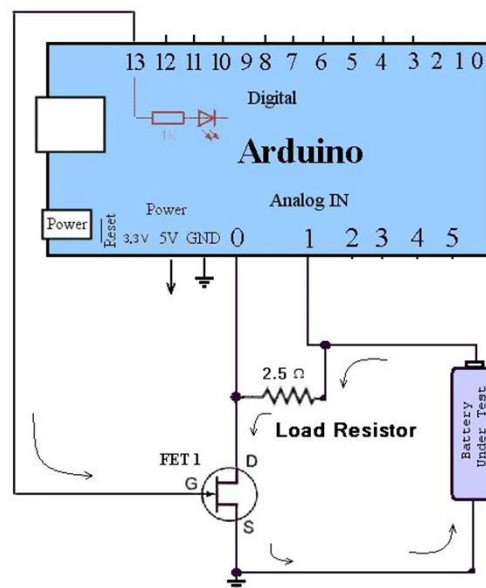 13 12 11 10 9 8 7 6 5 4 3 2 1 0
Digital
1K
Arduino
Analog IN
Power
Power
Reset
3.3 V 5V GND 0 1 2 3 4 5
2.5 Ω
Load Resistor
Battery
Under Test
FET 1
D
G
S